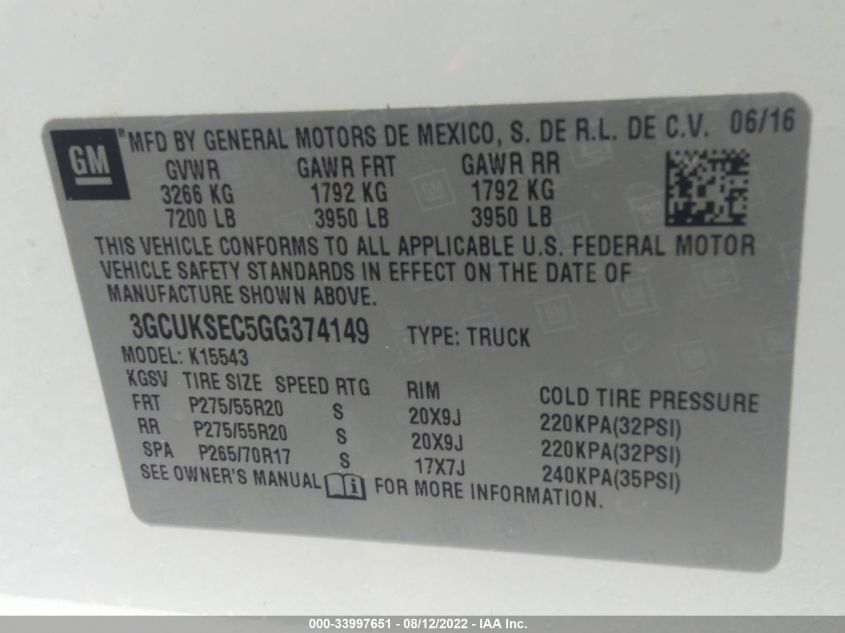 GM
® MFD BY GENERAL MOTORS DE MEXICO, S. DE R.L. DE C.V. 06/16
GVWR GAWR FRT GAWR RR
3266 KG 1792 KG 1792 KG
7200 LB 3950 LB 3950 LB
THIS VEHICLE CONFORMS TO ALL APPLICABLE U.S. FEDERAL MOTOR
VEHICLE SAFETY STANDARDS IN EFFECT ON THE DATE OF
MANUFACTURE SHOWN ABOVE.
3GCUKSEC5GG374149 TYPE: TRUCK
MODEL: K15543
KGSV TIRE SIZE SPEED RTG RIM COLD TIRE PRESSURE
FRT P275/55R20 S 20X9J 220KPA(32PSI)
RR P275/55R20 S 20X9J 220KPA(32PSI)
SPA P265/70R17 S 17X7J 240KPA(35PSI)
SEE OWNER'S MANUAL i FOR MORE INFORMATION.
000-33997651 - 08/12/2022 - IAA Inc.